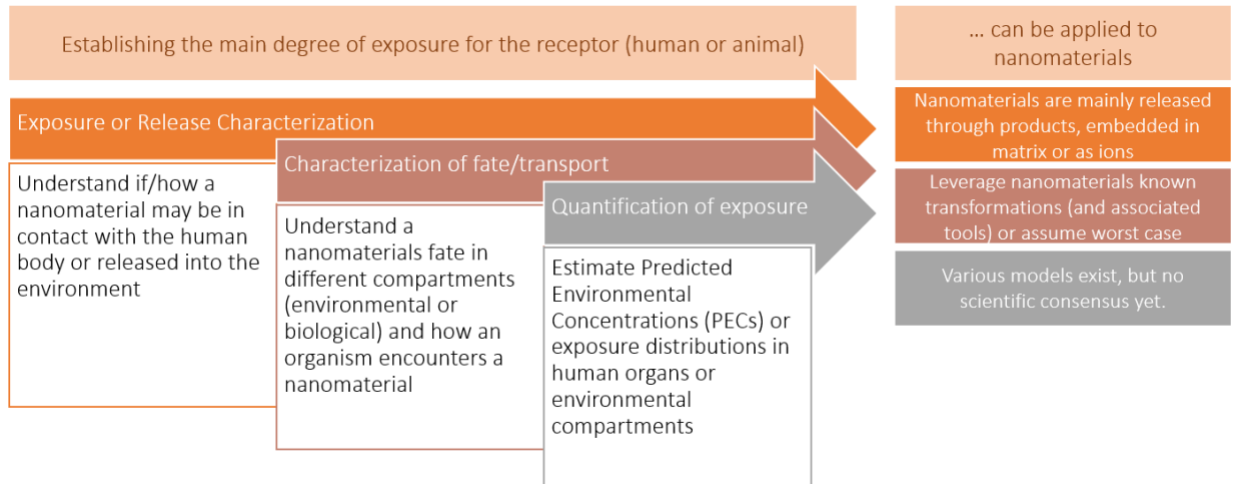 Establishing the main degree of exposure for the receptor (human or animal)
Exposure or Release Characterization
Understand if/how a
nanomaterial may be in
contact with the human
body or released into the
environment
Characterization of fate/transport
Understand a
nanomaterials fate in
different compartments
(environmental or
biological) and how an
organism encounters a
nanomaterial
Quantification of exposure
Estimate Predicted
Environmental
Concentrations (PECs) or
exposure distributions in
human organs or
environmental
compartments
... can be applied to
nanomaterials
Nanomaterials are mainly released
through products, embedded in
matrix or as ions
Leverage nanomaterials known
transformations (and associated
tools) or assume worst case
Various models exist, but no
scientific consensus yet.